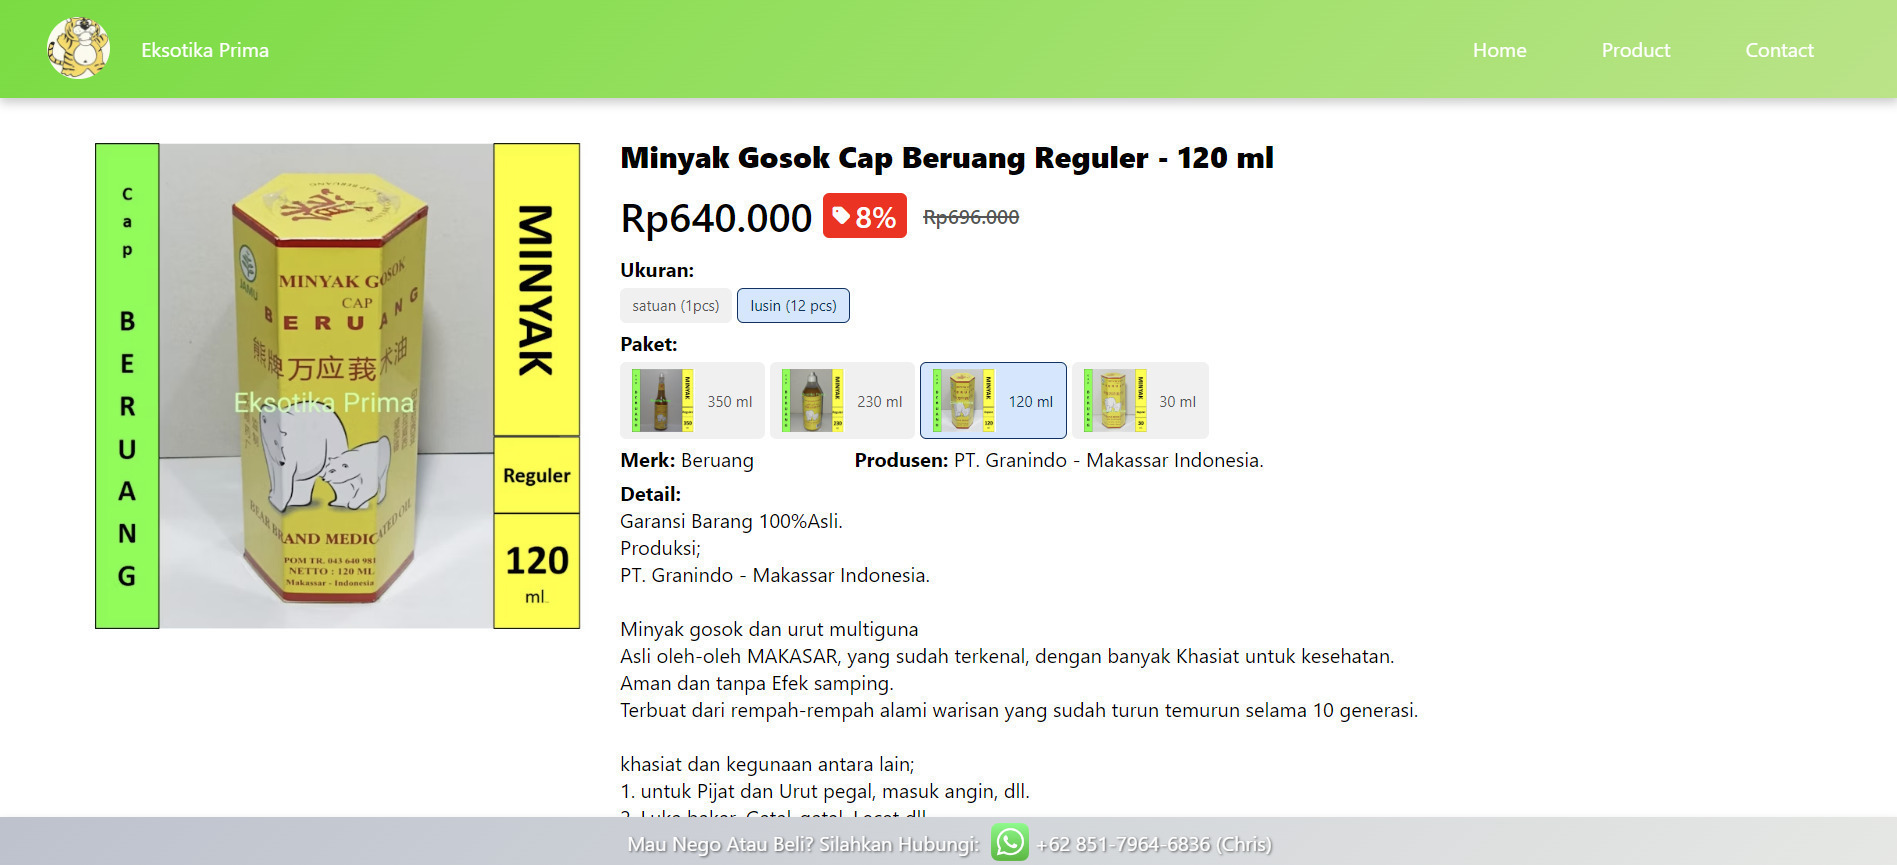 Eksotika Prima
Home
Product
Contact
Cap
BERUANG
MINYAK GOSOK
CAP
BERUANG
熊牌万应莪术油
JAMU
Eksotika Prima
BEAR BRAND MEDICATED OIL
POM TR. 043 640 981
NETTO : 120 ML
Makassar - Indonesia
MINYAK
Reguler
120
ml
Minyak Gosok Cap Beruang Reguler - 120 ml
Rp640.000
8%
Rp696.000
Ukuran:
satuan (1pcs)
lusin (12 pcs)
Paket:
350 ml
230 ml
120 ml
30 ml
Merk: Beruang
Produsen: PT. Granindo - Makassar Indonesia.
Detail:
Garansi Barang 100%Asli.
Produksi;
PT. Granindo - Makassar Indonesia.
Minyak gosok dan urut multiguna
Asli oleh-oleh MAKASAR, yang sudah terkenal, dengan banyak Khasiat untuk kesehatan.
Aman dan tanpa Efek samping.
Terbuat dari rempah-rempah alami warisan yang sudah turun temurun selama 10 generasi.
khasiat dan kegunaan antara lain;
1. untuk Pijat dan Urut pegal, masuk angin, dll.
Mau Nego Atau Beli? Silahkan Hubungi:
+62 851-7964-6836 (Chris)